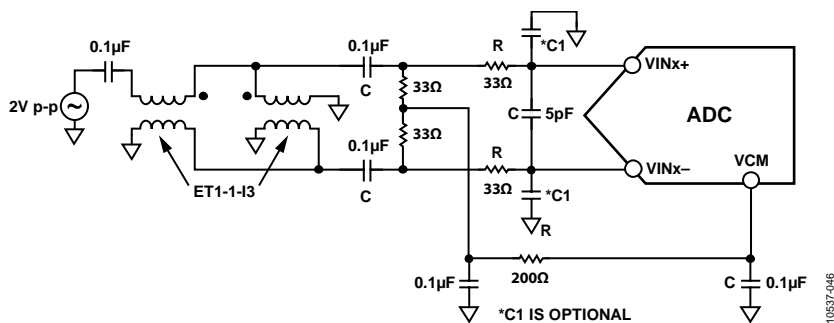 0.1µF
2V p-p
ET1-1-I3
0.1µF
C
33Ω
33Ω
0.1µF
C
R
33Ω
*C1
C 5pF
R
33Ω
*C1
R
VINx+
ADC
VINx–
VCM
0.1µF
200Ω
C 0.1µF
*C1 IS OPTIONAL
10537-046